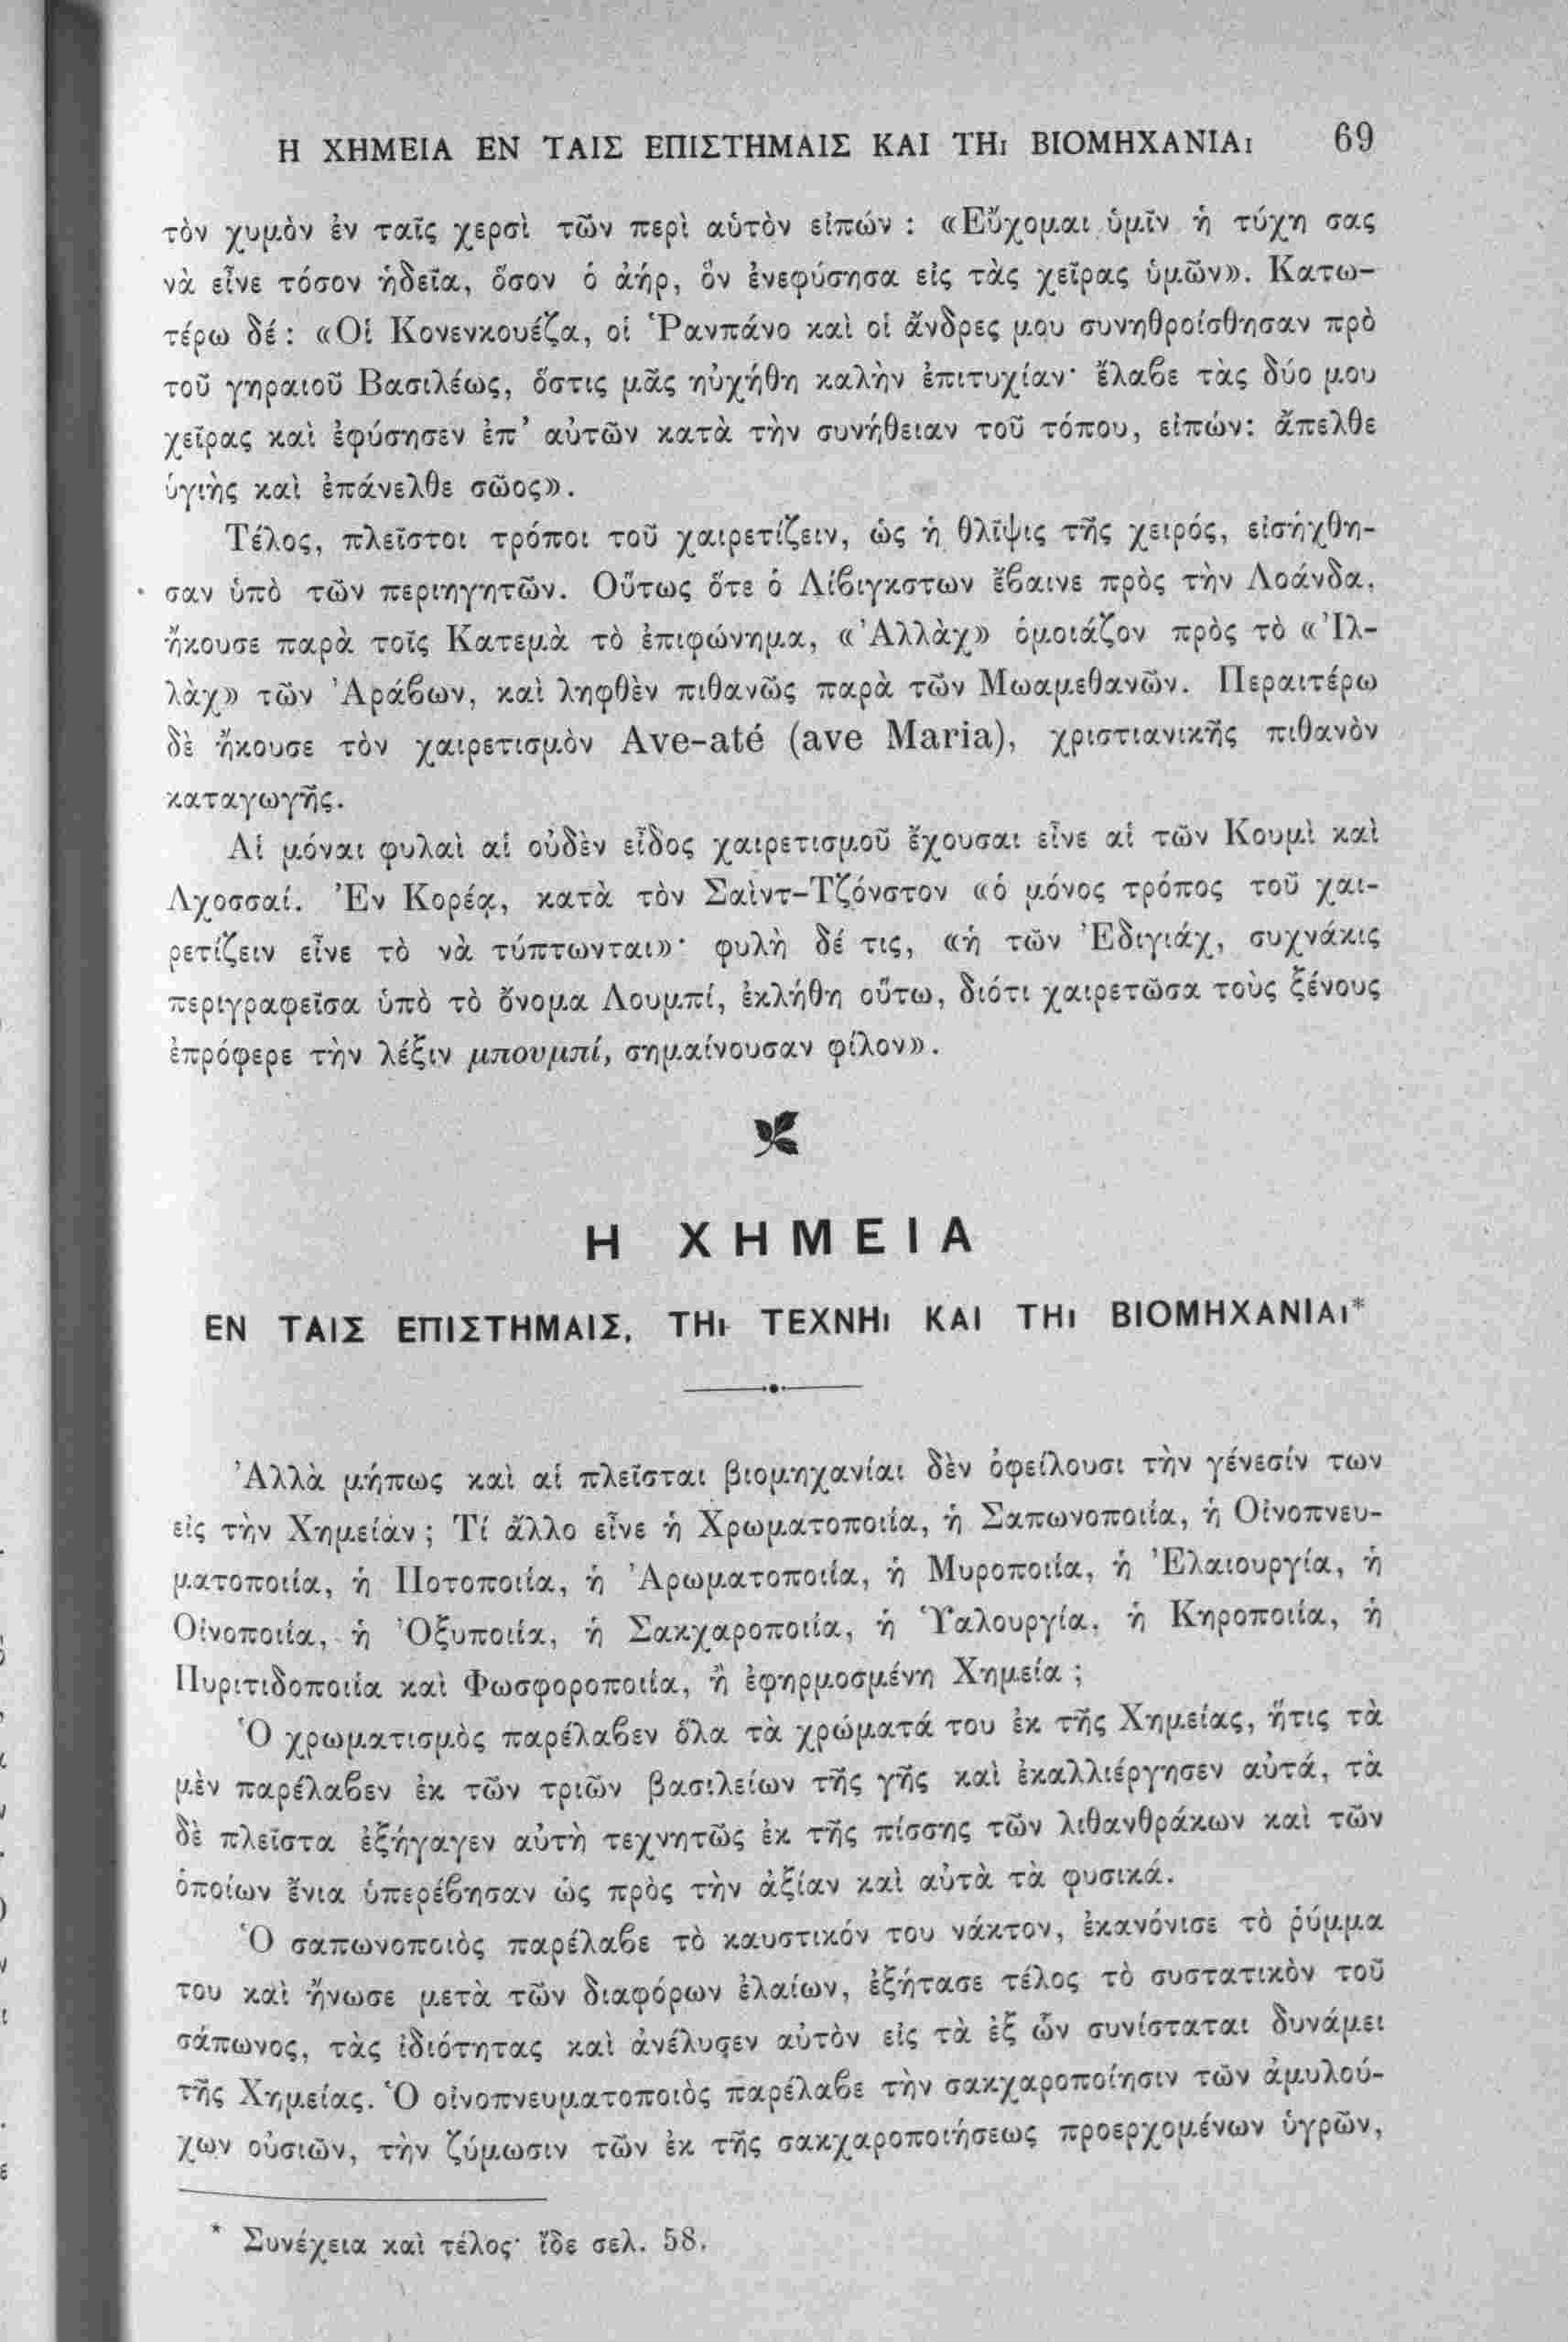 Η ΧΗΜΕΙΑ ΕΝ ΤΑΙΣ ΕΠΙΣΤΗΜΑΙΣ ΚΑΙ ΤΗι ΒΙΟΜΗΧΑΝΙΑι 69
τὸν χυμὸν ἐν ταῖς χερσὶ τῶν περὶ αὐτὸν εἰπών : «Εὔχομαι ὑμῖν ἡ τύχη σας
νὰ εἶνε τόσον ἡδεῖα, ὅσον ὁ ἀήρ, ὃν ἐνεφύσησα εἰς τὰς χεῖρας ὑμῶν». Κατω-
τέρω δέ : «Οἱ Κονενκουέζα, οἱ Ῥανπάνο καὶ οἱ ἄνδρες μου συνηθροίσθησαν πρὸ
τοῦ γηραιοῦ Βασιλέως, ὅστις μᾶς ηὐχήθη καλὴν ἐπιτυχίαν· ἔλαβε τὰς δύο μου
χεῖρας καὶ ἐφύσησεν ἐπ’ αὐτῶν κατὰ τὴν συνήθειαν τοῦ τόπου, εἰπών: ἄπελθε
ὑγιὴς καὶ ἐπάνελθε σῶος».
Τέλος, πλεῖστοι τρόποι τοῦ χαιρετίζειν, ὡς ἡ θλῖψις τῆς χειρός, εἰσήχθη-
σαν ὑπὸ τῶν περιηγητῶν. Οὕτως ὅτε ὁ Λίβιγκστων ἔβαινε πρὸς τὴν Λοάνδα,
ἤκουσε παρὰ τοῖς Κατεμὰ τὸ ἐπιφώνημα, «Ἀλλὰχ» ὁμοιάζον πρὸς τὸ «Ἰλ-
λὰχ» τῶν Ἀράβων, καὶ ληφθὲν πιθανῶς παρὰ τῶν Μωαμεθανῶν. Περαιτέρω
δὲ ἤκουσε τὸν χαιρετισμὸν Ave-até (ave Maria), χριστιανικῆς πιθανὸν
καταγωγῆς.
Αἱ μόναι φυλαὶ αἱ οὐδὲν εἶδος χαιρετισμοῦ ἔχουσαι εἶνε αἱ τῶν Κουμὶ καὶ
Λχοσσαί. Ἐν Κορέᾳ, κατὰ τὸν Σαὶντ-Τζόνστον «ὁ μόνος τρόπος τοῦ χαι-
ρετίζειν εἶνε τὸ νὰ τύπτωνται»· φυλὴ δέ τις, «ἡ τῶν Ἐδιγιάχ, συχνάκις
περιγραφεῖσα ὑπὸ τὸ ὄνομα Λουμπί, ἐκλήθη οὕτω, διότι χαιρετῶσα τοὺς ξένους
ἐπρόφερε τὴν λέξιν μπουμπί, σημαίνουσαν φίλον».
Η ΧΗΜΕΙΑ
ΕΝ ΤΑΙΣ ΕΠΙΣΤΗΜΑΙΣ, ΤΗι ΤΕΧΝΗι ΚΑΙ ΤΗι ΒΙΟΜΗΧΑΝΙΑι*
Ἀλλὰ μήπως καὶ αἱ πλεῖσται βιομηχανίαι δὲν ὀφείλουσι τὴν γένεσίν των
εἰς τὴν Χημείαν ; Τί ἄλλο εἶνε ἡ Χρωματοποιία, ἡ Σαπωνοποιία, ἡ Οἰνοπνευ-
ματοποιία, ἡ Ποτοποιία, ἡ Ἀρωματοποιία, ἡ Μυροποιία, ἡ Ἐλαιουργία, ἡ
Οἰνοποιία, ἡ Ὀξυποιία, ἡ Σακχαροποιία, ἡ Ὑαλουργία, ἡ Κηροποιία, ἡ
Πυριτιδοποιία καὶ Φωσφοροποιία, ἢ ἐφηρμοσμένη Χημεία ;
Ὁ χρωματισμὸς παρέλαβεν ὅλα τὰ χρώματά του ἐκ τῆς Χημείας, ἥτις τὰ
μὲν παρέλαβεν ἐκ τῶν τριῶν βασιλείων τῆς γῆς καὶ ἐκαλλιέργησεν αὐτά, τὰ
δὲ πλεῖστα ἐξήγαγεν αὐτὴ τεχνητῶς ἐκ τῆς πίσσης τῶν λιθανθράκων καὶ τῶν
ὁποίων ἔνια ὑπερέβησαν ὡς πρὸς τὴν ἀξίαν καὶ αὐτὰ τὰ φυσικά.
Ὁ σαπωνοποιὸς παρέλαβε τὸ καυστικόν του νάκτον, ἐκανόνισε τὸ ῥύμμα
του καὶ ἥνωσε μετὰ τῶν διαφόρων ἐλαίων, ἐξήτασε τέλος τὸ συστατικὸν τοῦ
σάπωνος, τὰς ἰδιότητας καὶ ἀνέλυσεν αὐτὸν εἰς τὰ ἐξ ὧν συνίσταται δυνάμει
τῆς Χημείας. Ὁ οἰνοπνευματοποιὸς παρέλαβε τὴν σακχαροποίησιν τῶν ἀμυλού-
χων οὐσιῶν, τὴν ζύμωσιν τῶν ἐκ τῆς σακχαροποιήσεως προερχομένων ὑγρῶν,
* Συνέχεια καὶ τέλος· ἴδε σελ. 58.